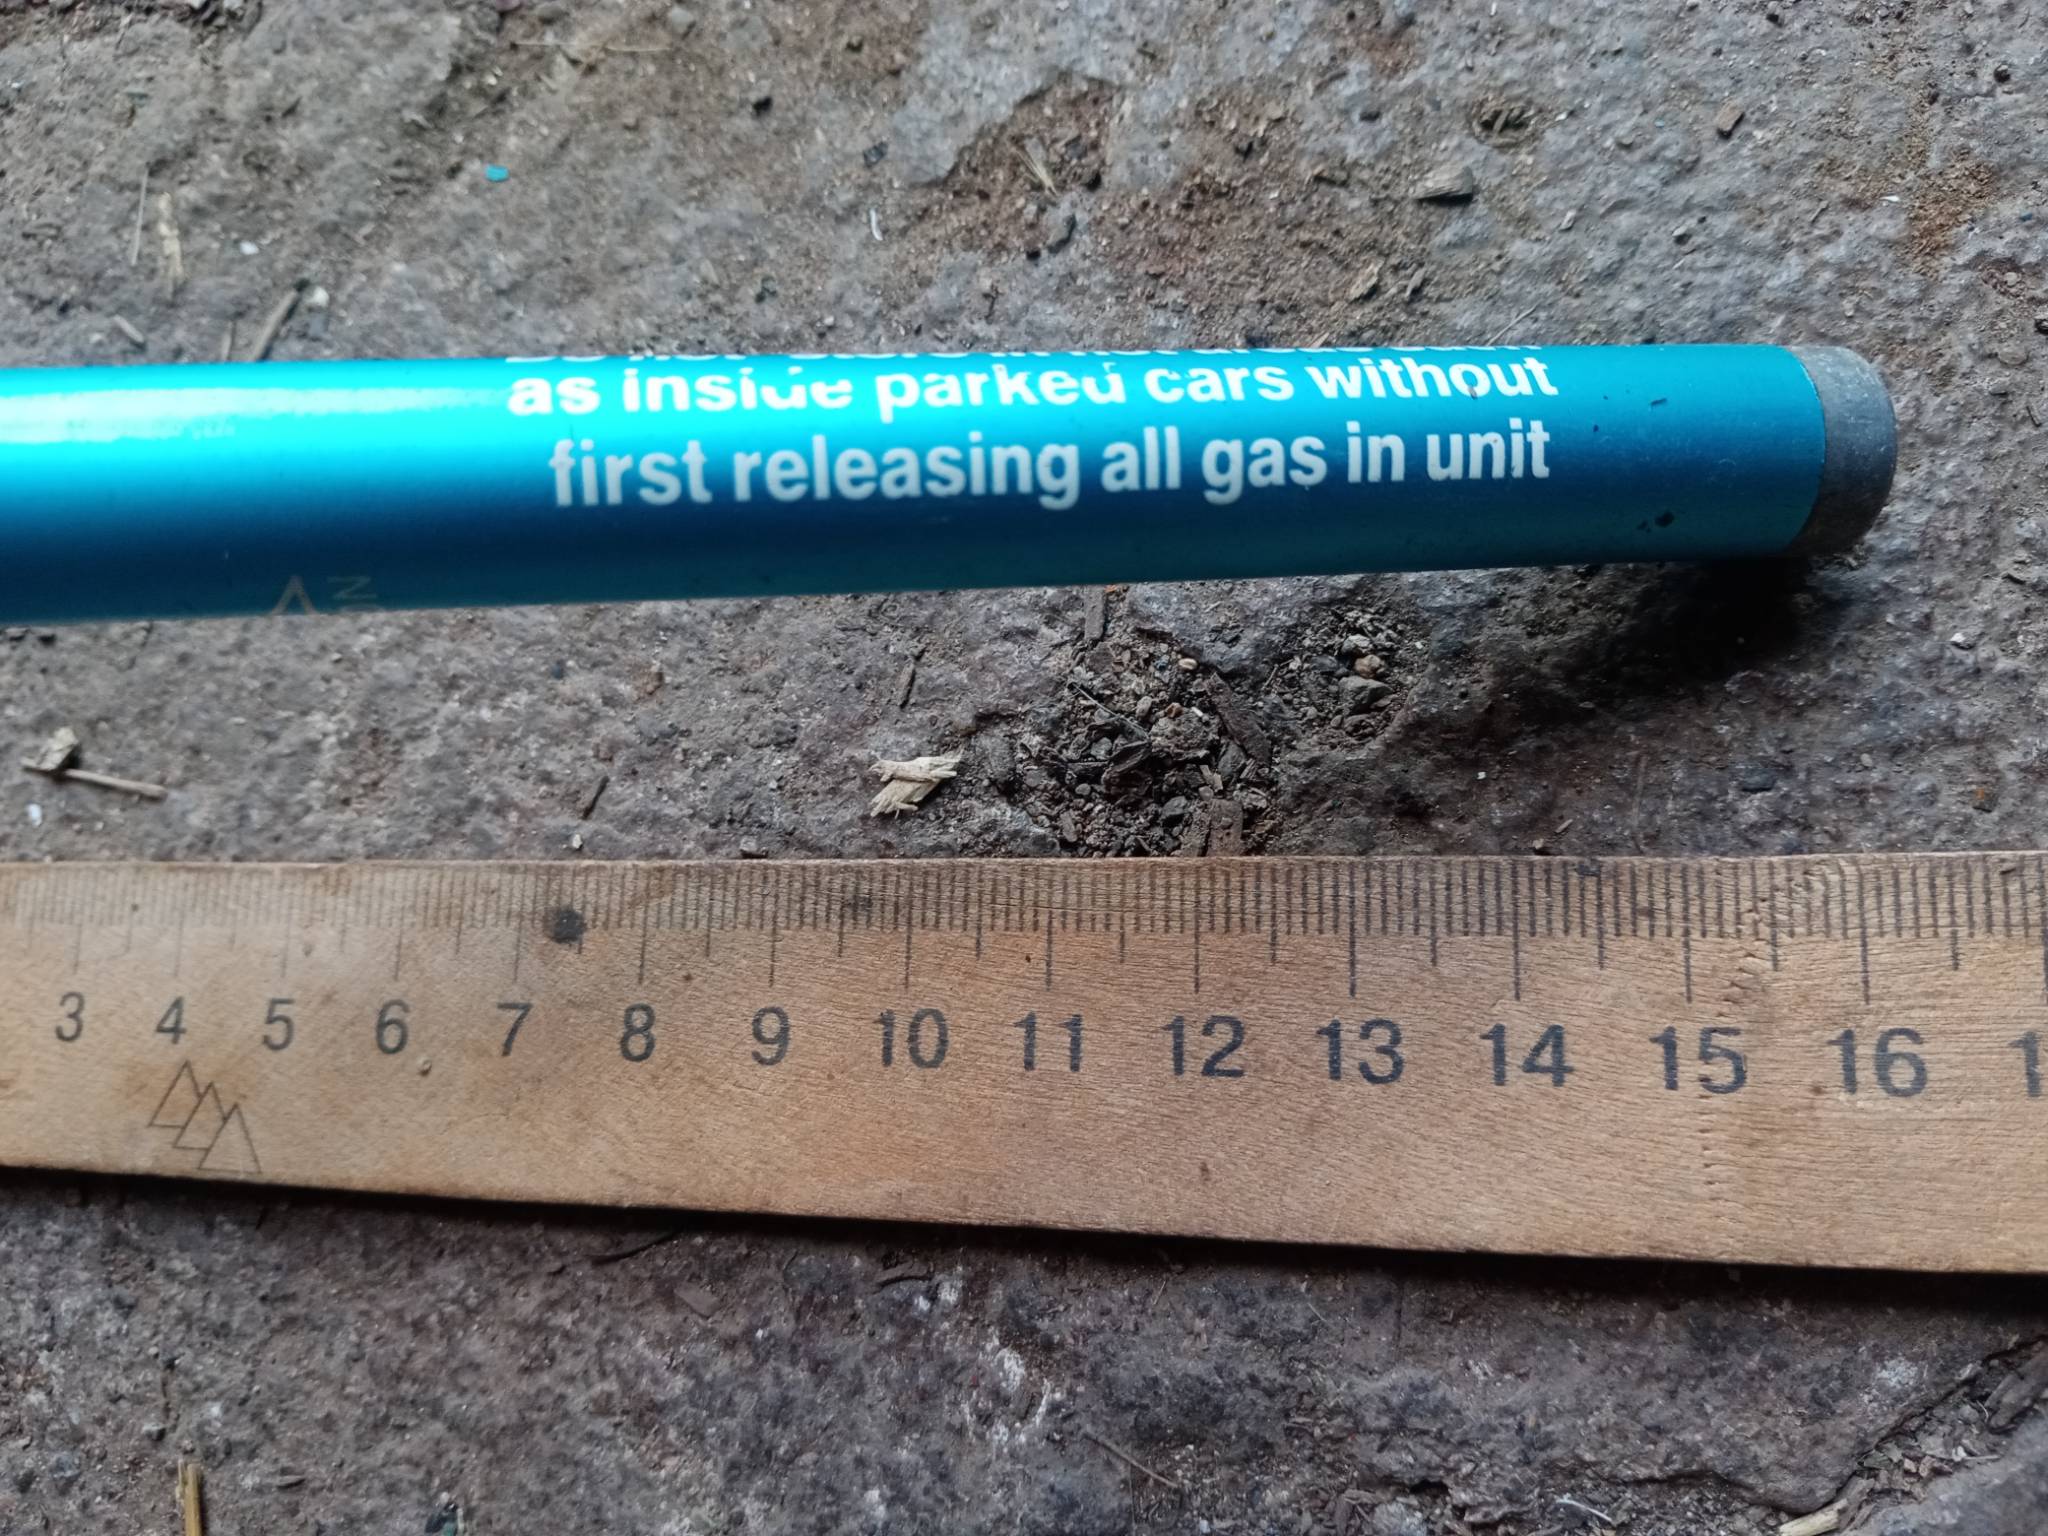 as inside parked cars without
first releasing all gas in unit
3 4 5 6 7 8 9 10 11 12 13 14 15 16